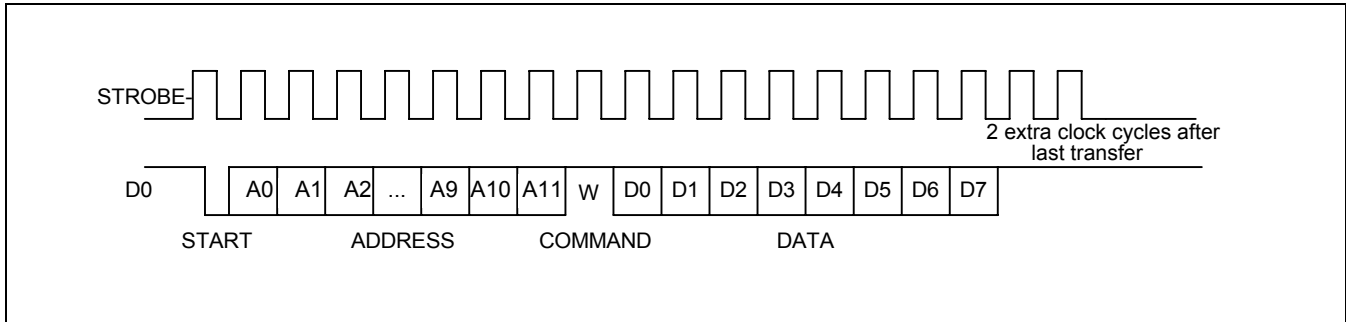 STROBE-
2 extra clock cycles after
last transfer
D0 A0 A1 A2 ... A9 A10 A11 W D0 D1 D2 D3 D4 D5 D6 D7
START ADDRESS COMMAND DATA